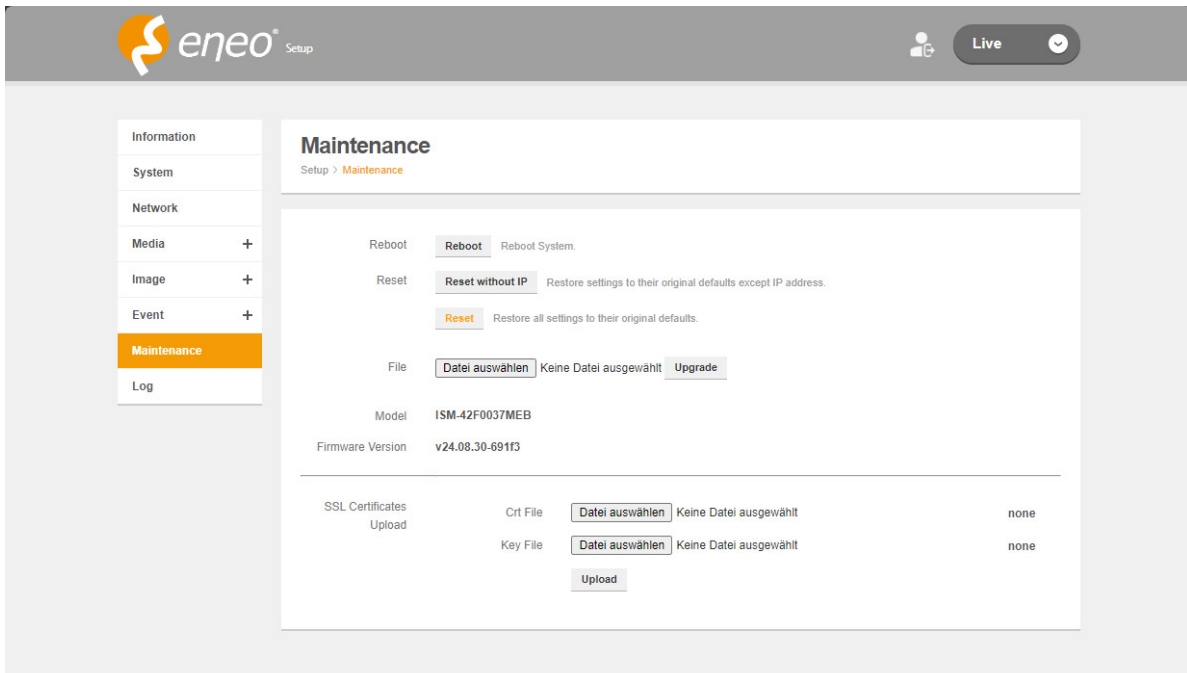 eneo® Setup
Live
Information
System
Network
Media +
Image +
Event +
Maintenance
Log
Maintenance
Setup > Maintenance
Reboot Reboot Reboot System.
Reset Reset without IP Restore settings to their original defaults except IP address.
Reset Restore all settings to their original defaults.
File Datei auswählen Keine Datei ausgewählt Upgrade
Model ISM-42F0037MEB
Firmware Version v24.08.30-691f3
SSL Certificates
Upload
Crt File Datei auswählen Keine Datei ausgewählt none
Key File Datei auswählen Keine Datei ausgewählt none
Upload